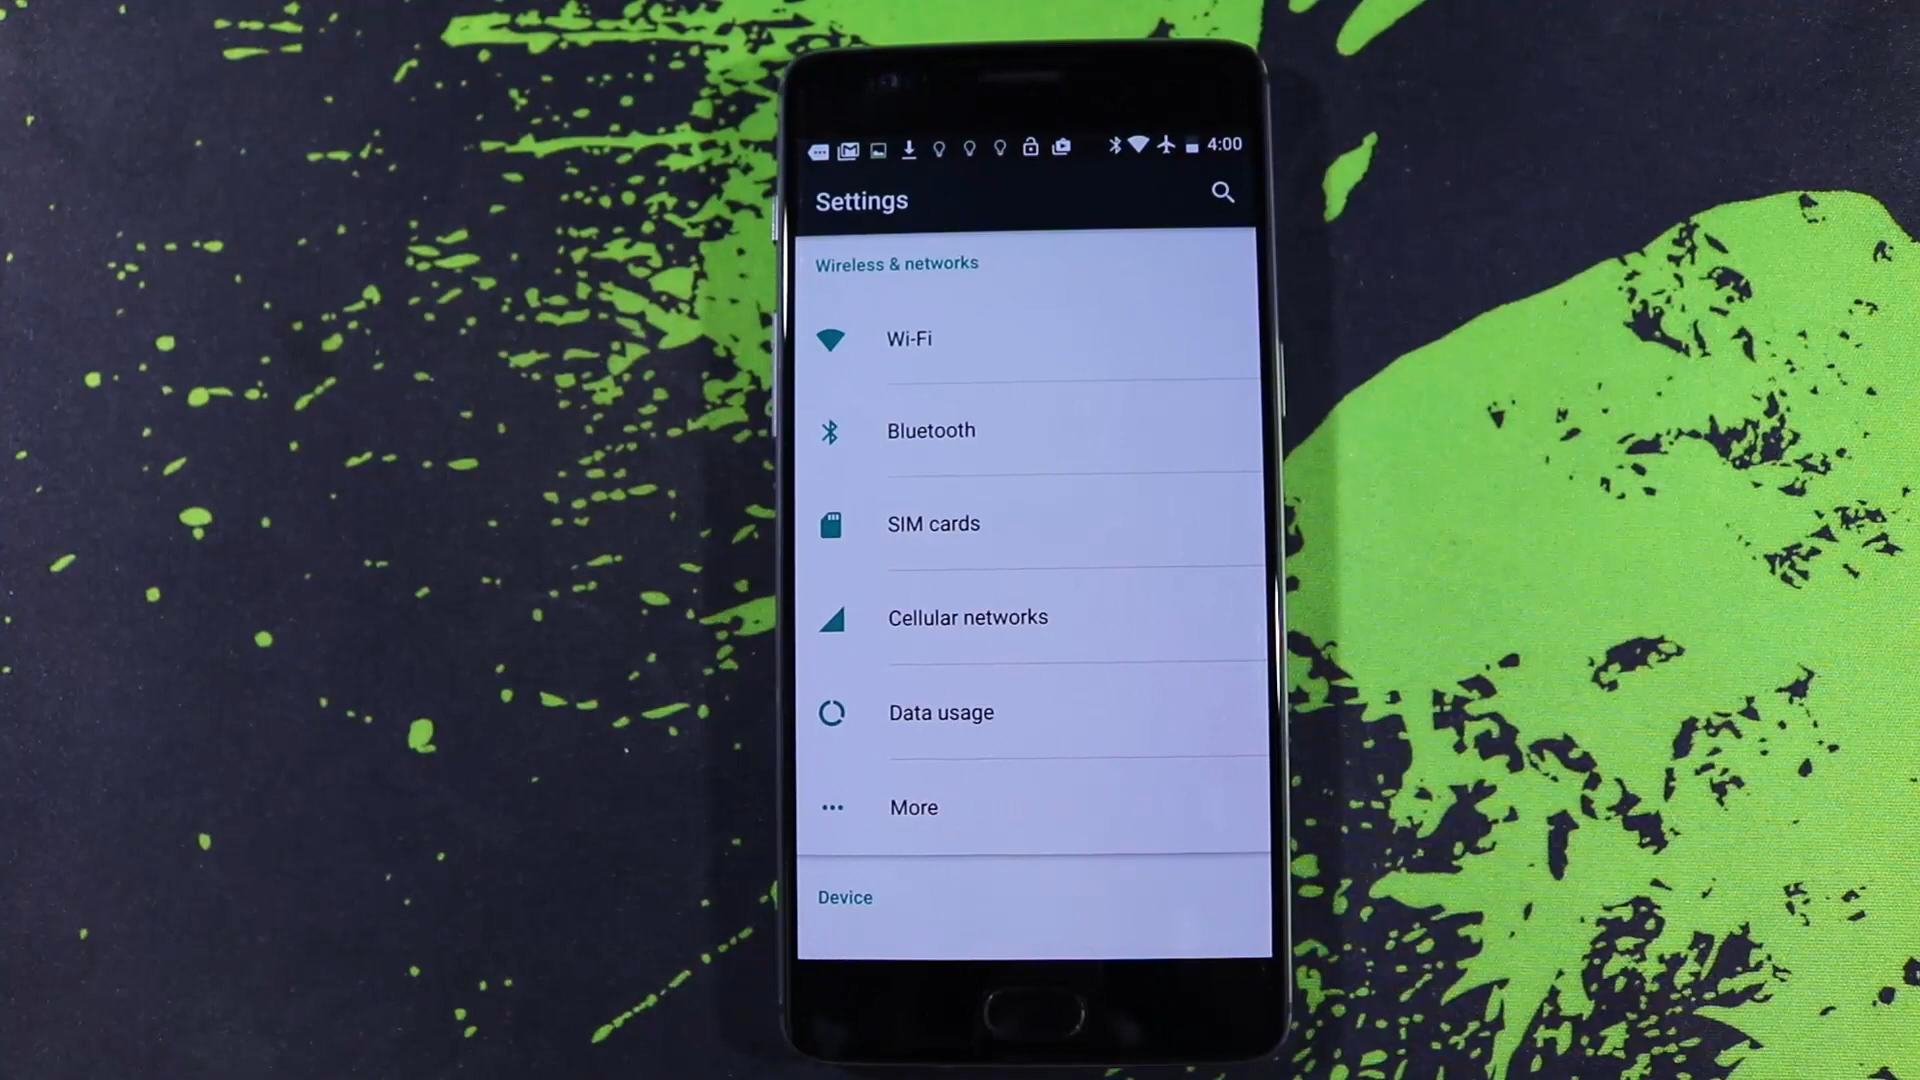 4:00
Settings
Wireless & networks
Wi-Fi
Bluetooth
SIM cards
Cellular networks
Data usage
More
Device